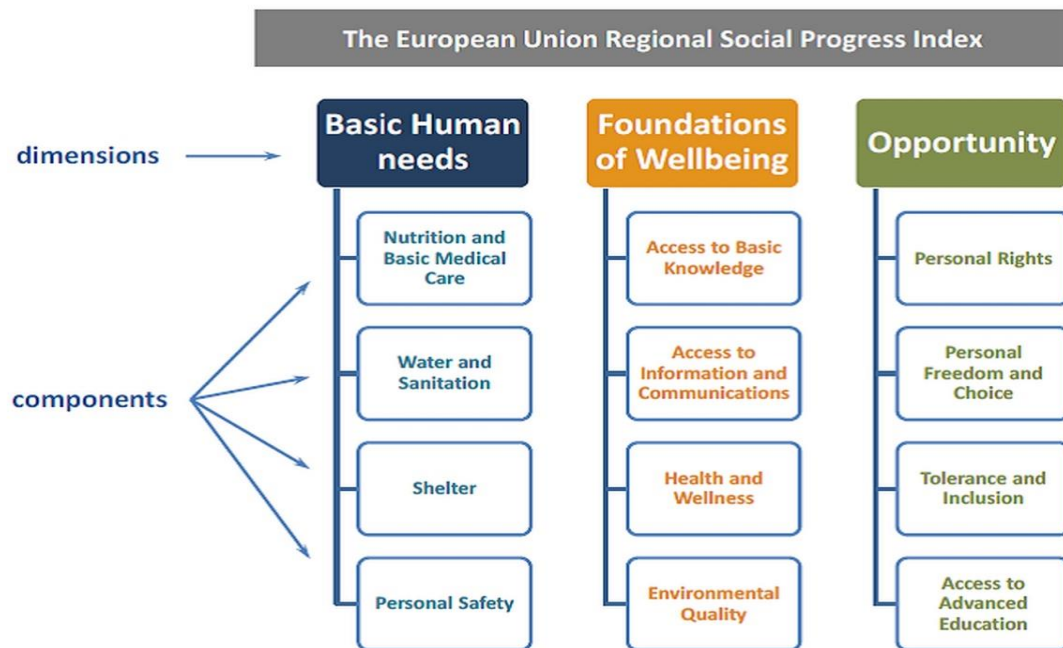 The European Union Regional Social Progress Index
dimensions
Basic Human
needs
Foundations
of Wellbeing
Opportunity
components
Nutrition and
Basic Medical
Care
Water and
Sanitation
Shelter
Personal Safety
Access to Basic
Knowledge
Access to
Information and
Communications
Health and
Wellness
Environmental
Quality
Personal Rights
Personal
Freedom and
Choice
Tolerance and
Inclusion
Access to
Advanced
Education